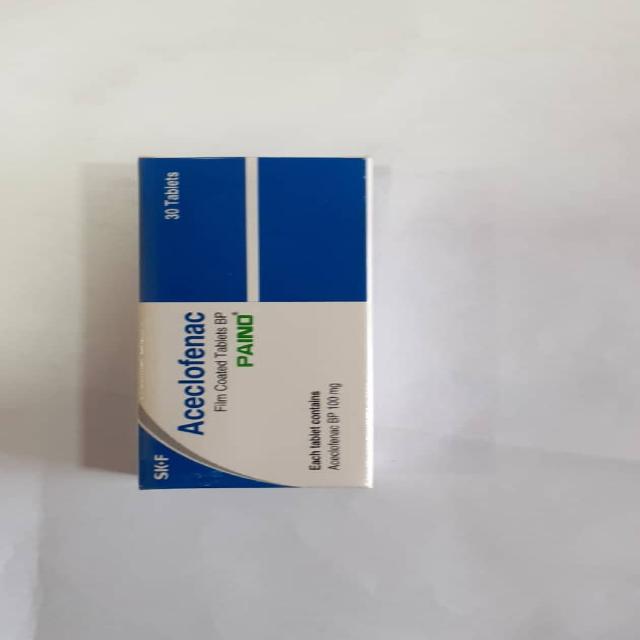 SK+F
Aceclofenac
Film Coated Tablets BP
PAINO
Each tablet contains
Aceclofenac BP 100 mg
30 Tablets